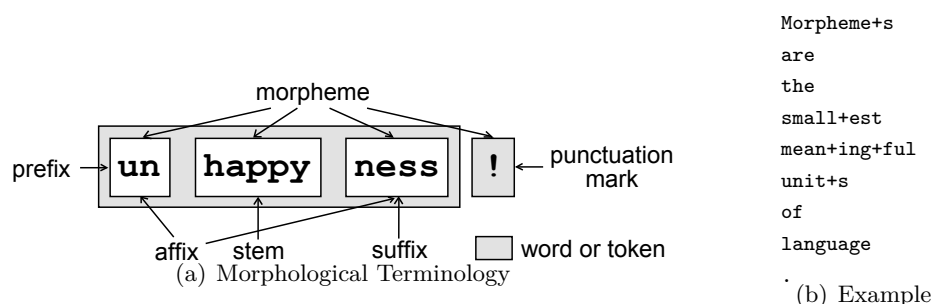 morpheme
prefix
un
happy
ness
!
punctuation
mark
affix
stem
suffix
word or token
(a) Morphological Terminology
Morpheme+s
are
the
small+est
mean+ing+ful
unit+s
of
language
.
(b) Example